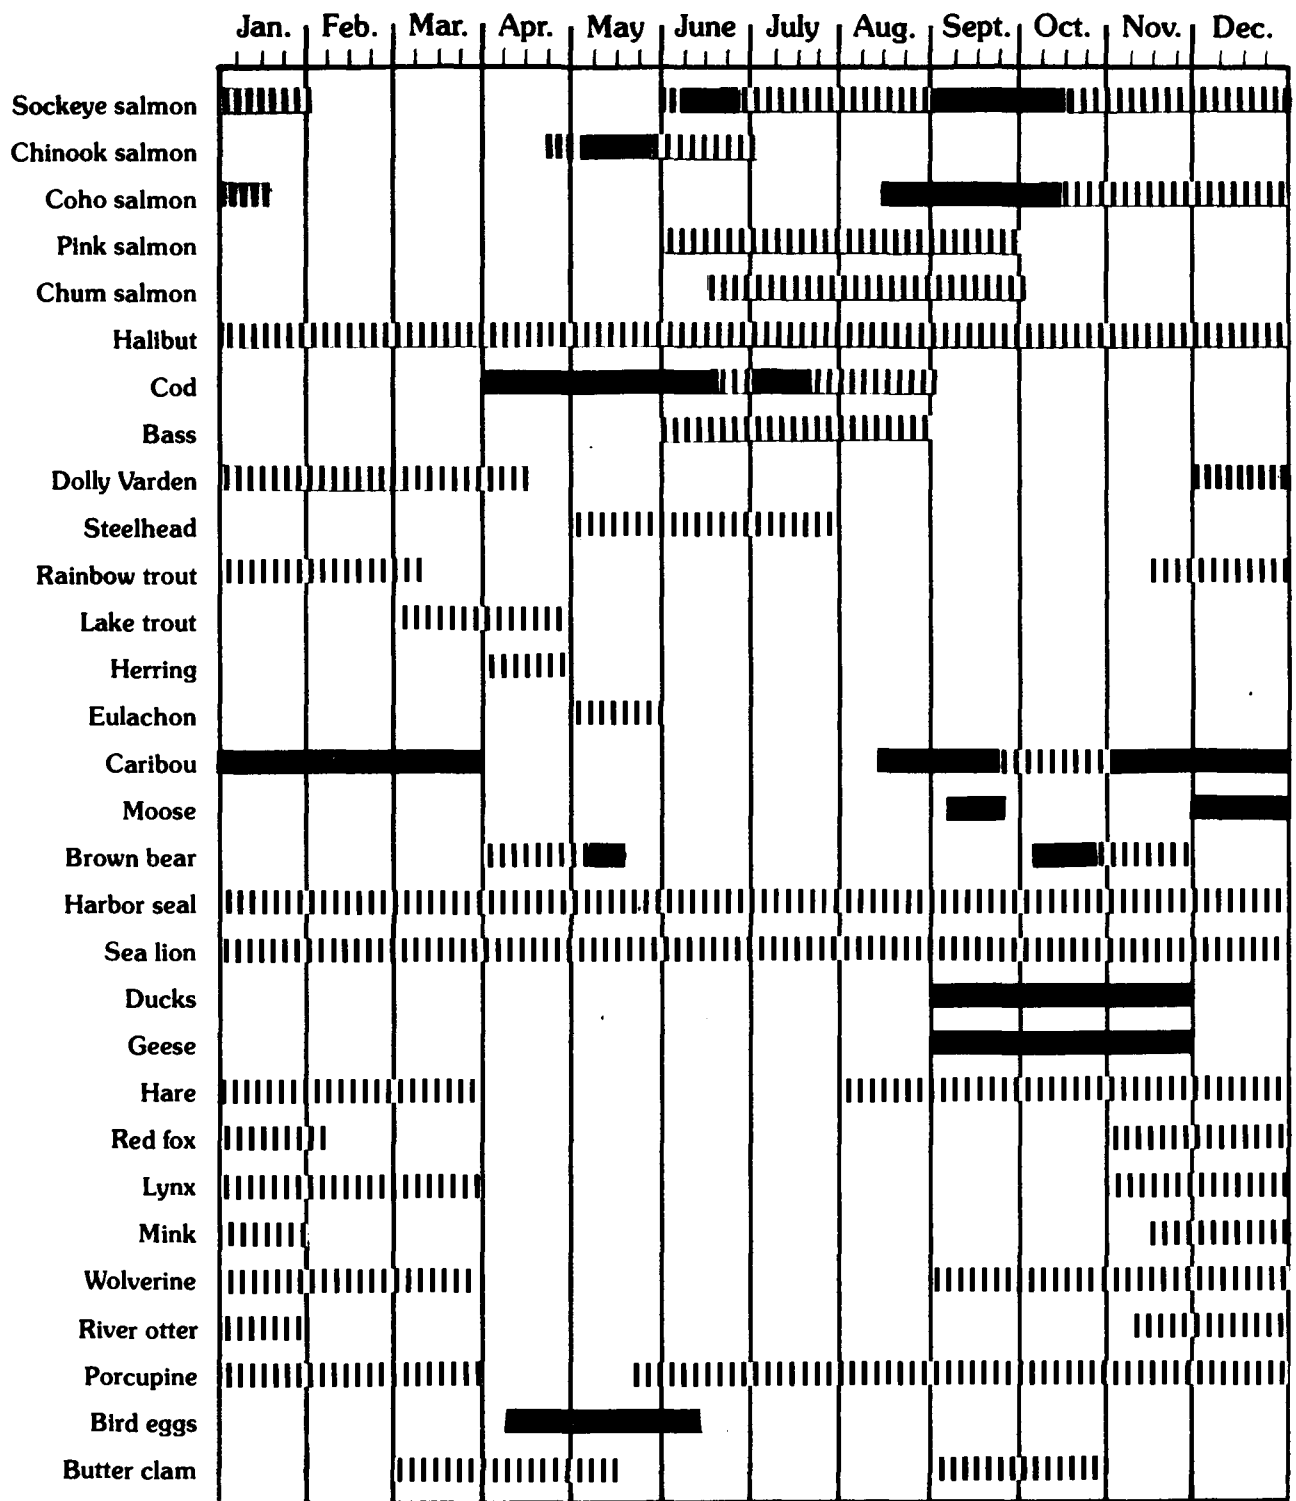 Jan. Feb. Mar. Apr. May June July Aug. Sept. Oct. Nov. Dec.
Sockeye salmon
Chinook salmon
Coho salmon
Pink salmon
Chum salmon
Halibut
Cod
Bass
Dolly Varden
Steelhead
Rainbow trout
Lake trout
Herring
Eulachon
Caribou
Moose
Brown bear
Harbor seal
Sea lion
Ducks
Geese
Hare
Red fox
Lynx
Mink
Wolverine
River otter
Porcupine
Bird eggs
Butter clam